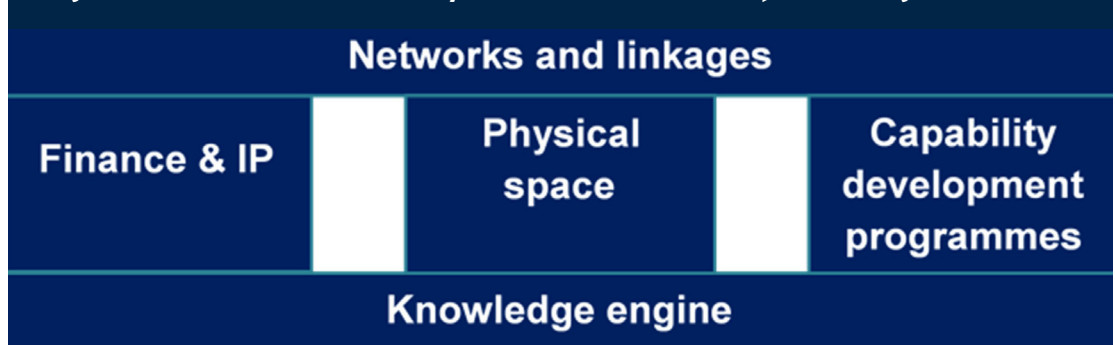 Networks and linkages
Finance & IP
Physical
space
Capability
development
programmes
Knowledge engine